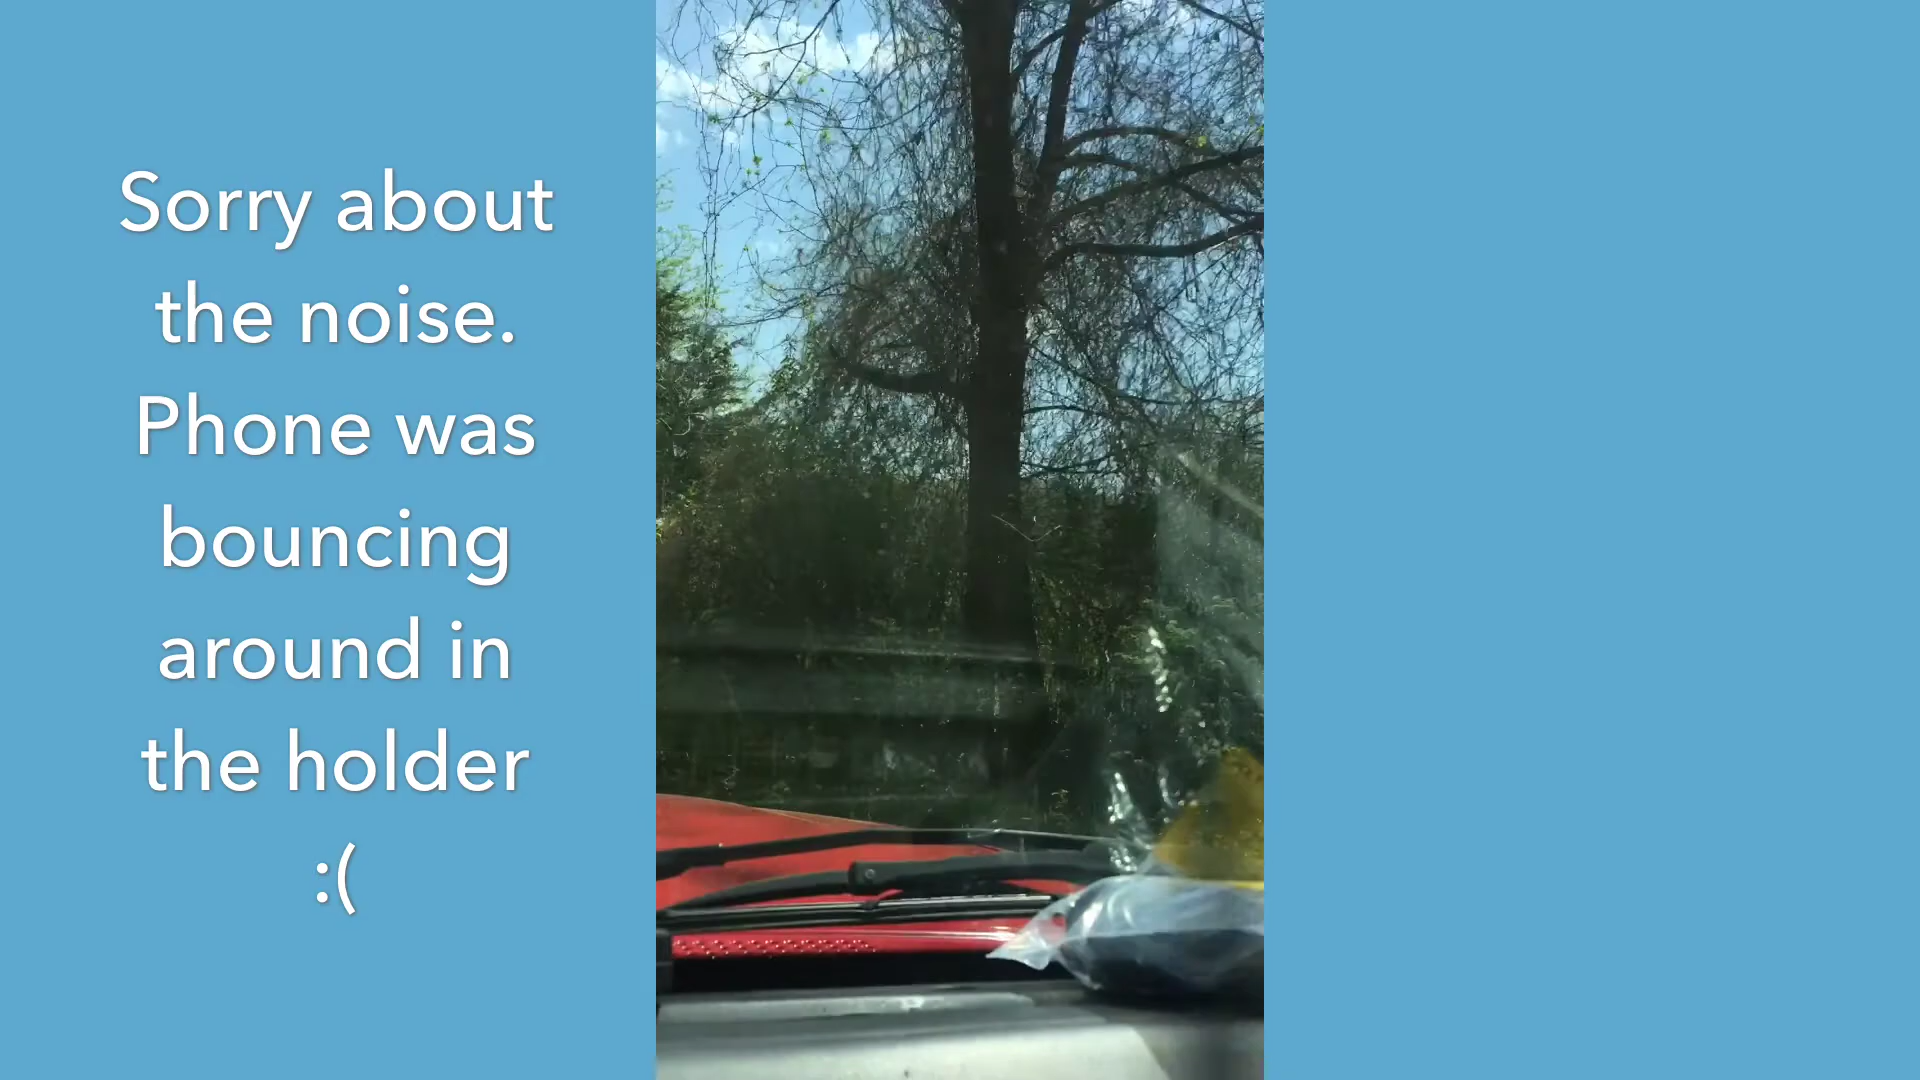 Sorry about
the noise.
Phone was
bouncing
around in
the holder
:(